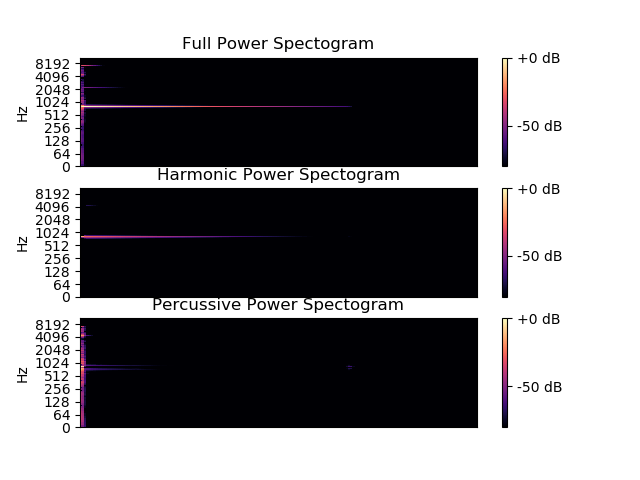 Full Power Spectogram
8192
4096
2048
1024
512
256
128
64
0
Hz
+0 dB
-50 dB
Harmonic Power Spectogram
8192
4096
2048
1024
512
256
128
64
0
Hz
+0 dB
-50 dB
Percussive Power Spectogram
8192
4096
2048
1024
512
256
128
64
0
Hz
+0 dB
-50 dB